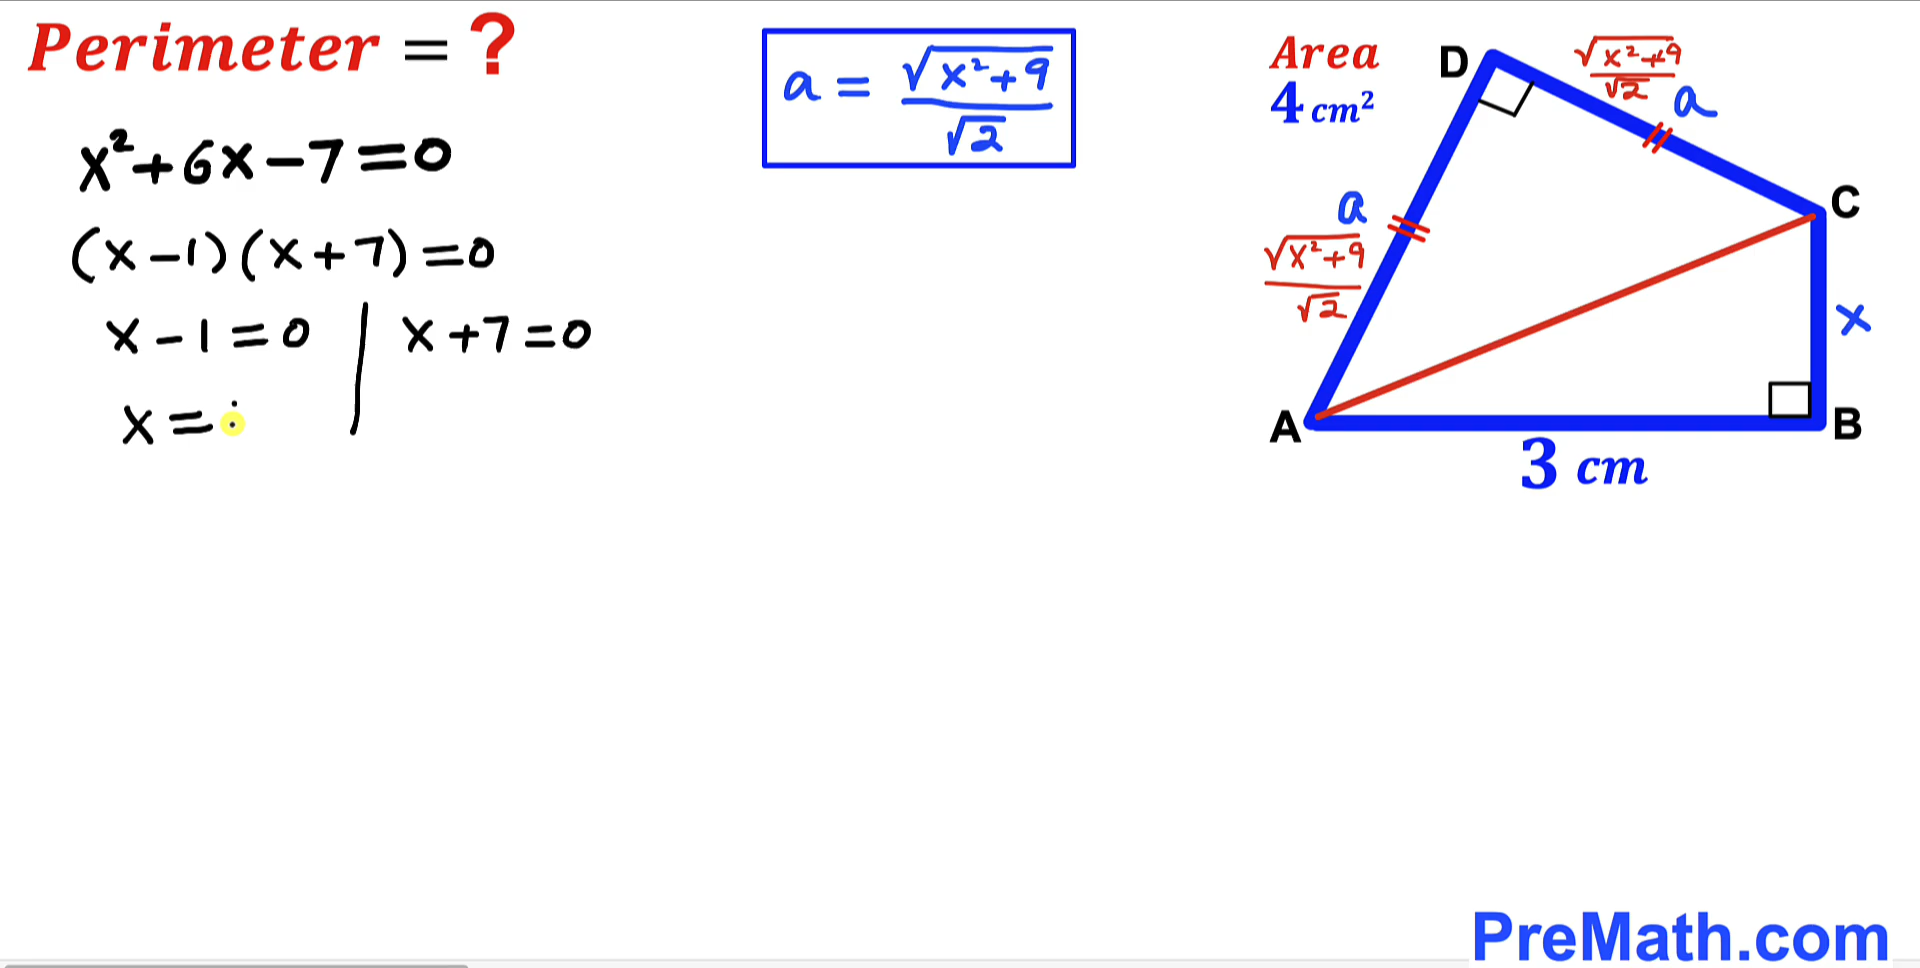 Perimeter = ?
x²+6x-7=0
(x-1)(x+7)=0
x-1=0 | x+7=0
x=
a = √(x²+9)/√2
Area
4 cm²
D
√(x²+9)/√2
a
a
√(x²+9)/√2
C
x
A
B
3 cm
PreMath.com